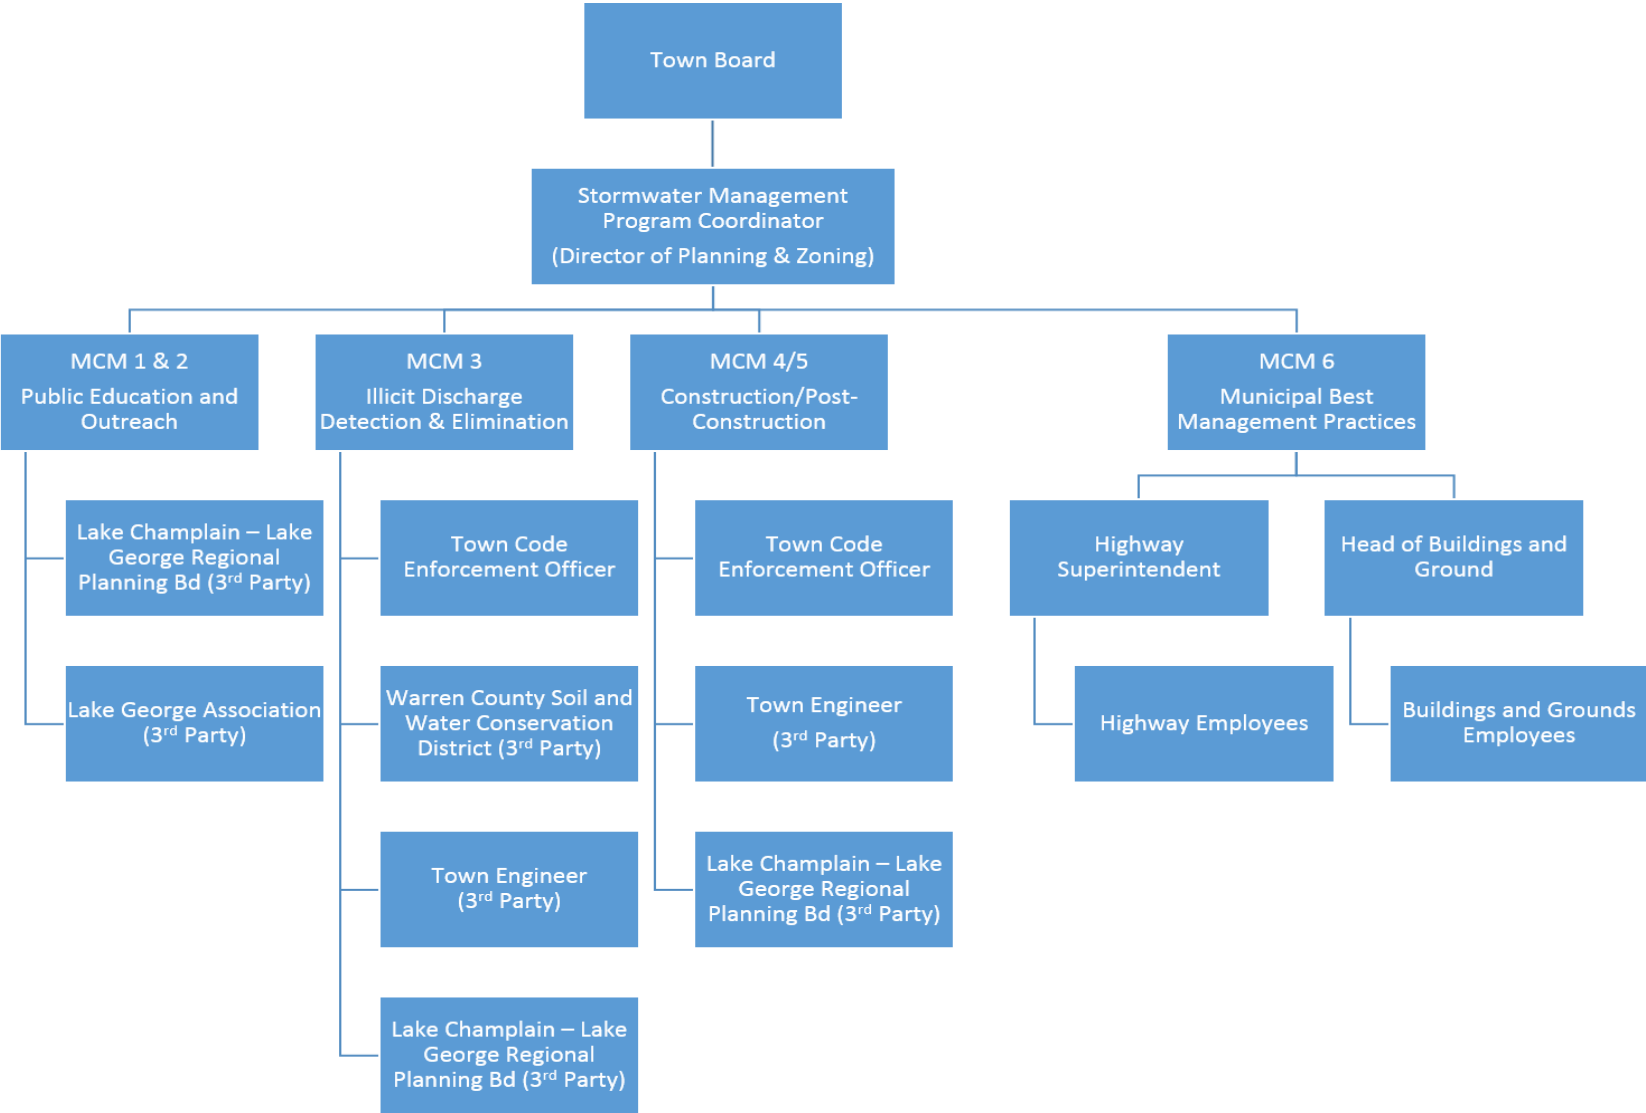 Town Board
Stormwater Management
Program Coordinator
(Director of Planning & Zoning)
MCM 1 & 2
Public Education and
Outreach
MCM 3
Illicit Discharge
Detection & Elimination
MCM 4/5
Construction/Post-
Construction
MCM 6
Municipal Best
Management Practices
Lake Champlain – Lake
George Regional
Planning Bd (3rd Party)
Lake George Association
(3rd Party)
Town Code
Enforcement Officer
Warren County Soil and
Water Conservation
District (3rd Party)
Town Engineer
(3rd Party)
Lake Champlain – Lake
George Regional
Planning Bd (3rd Party)
Town Code
Enforcement Officer
Town Engineer
(3rd Party)
Lake Champlain – Lake
George Regional
Planning Bd (3rd Party)
Highway
Superintendent
Highway Employees
Head of Buildings and
Ground
Buildings and Grounds
Employees